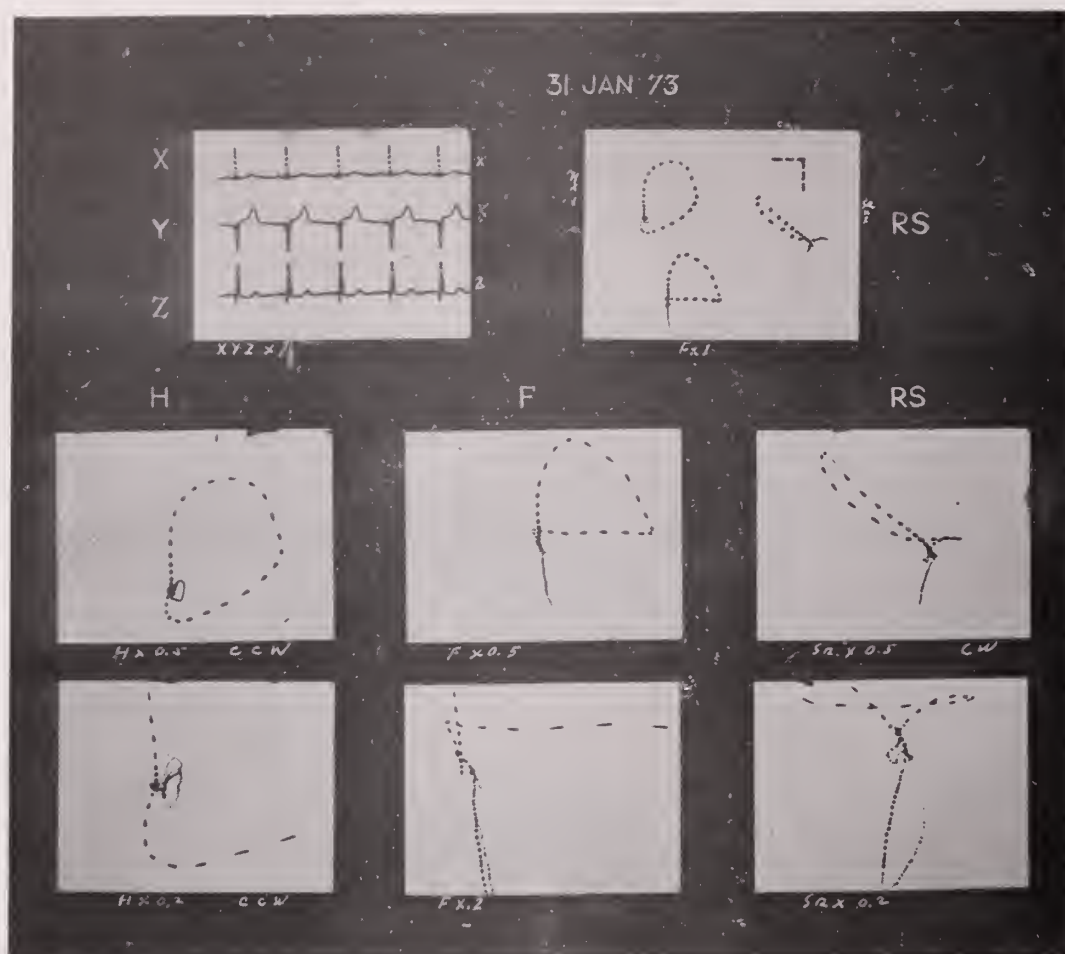 31 JAN 73
X
Y
Z
RS
XYZ X
Fx1
H
F
RS
H x 0.5 CCW
F x 0.5
SR. x 0.5 CW
H x 0.2 CCW
F x .2
SR x 0.2